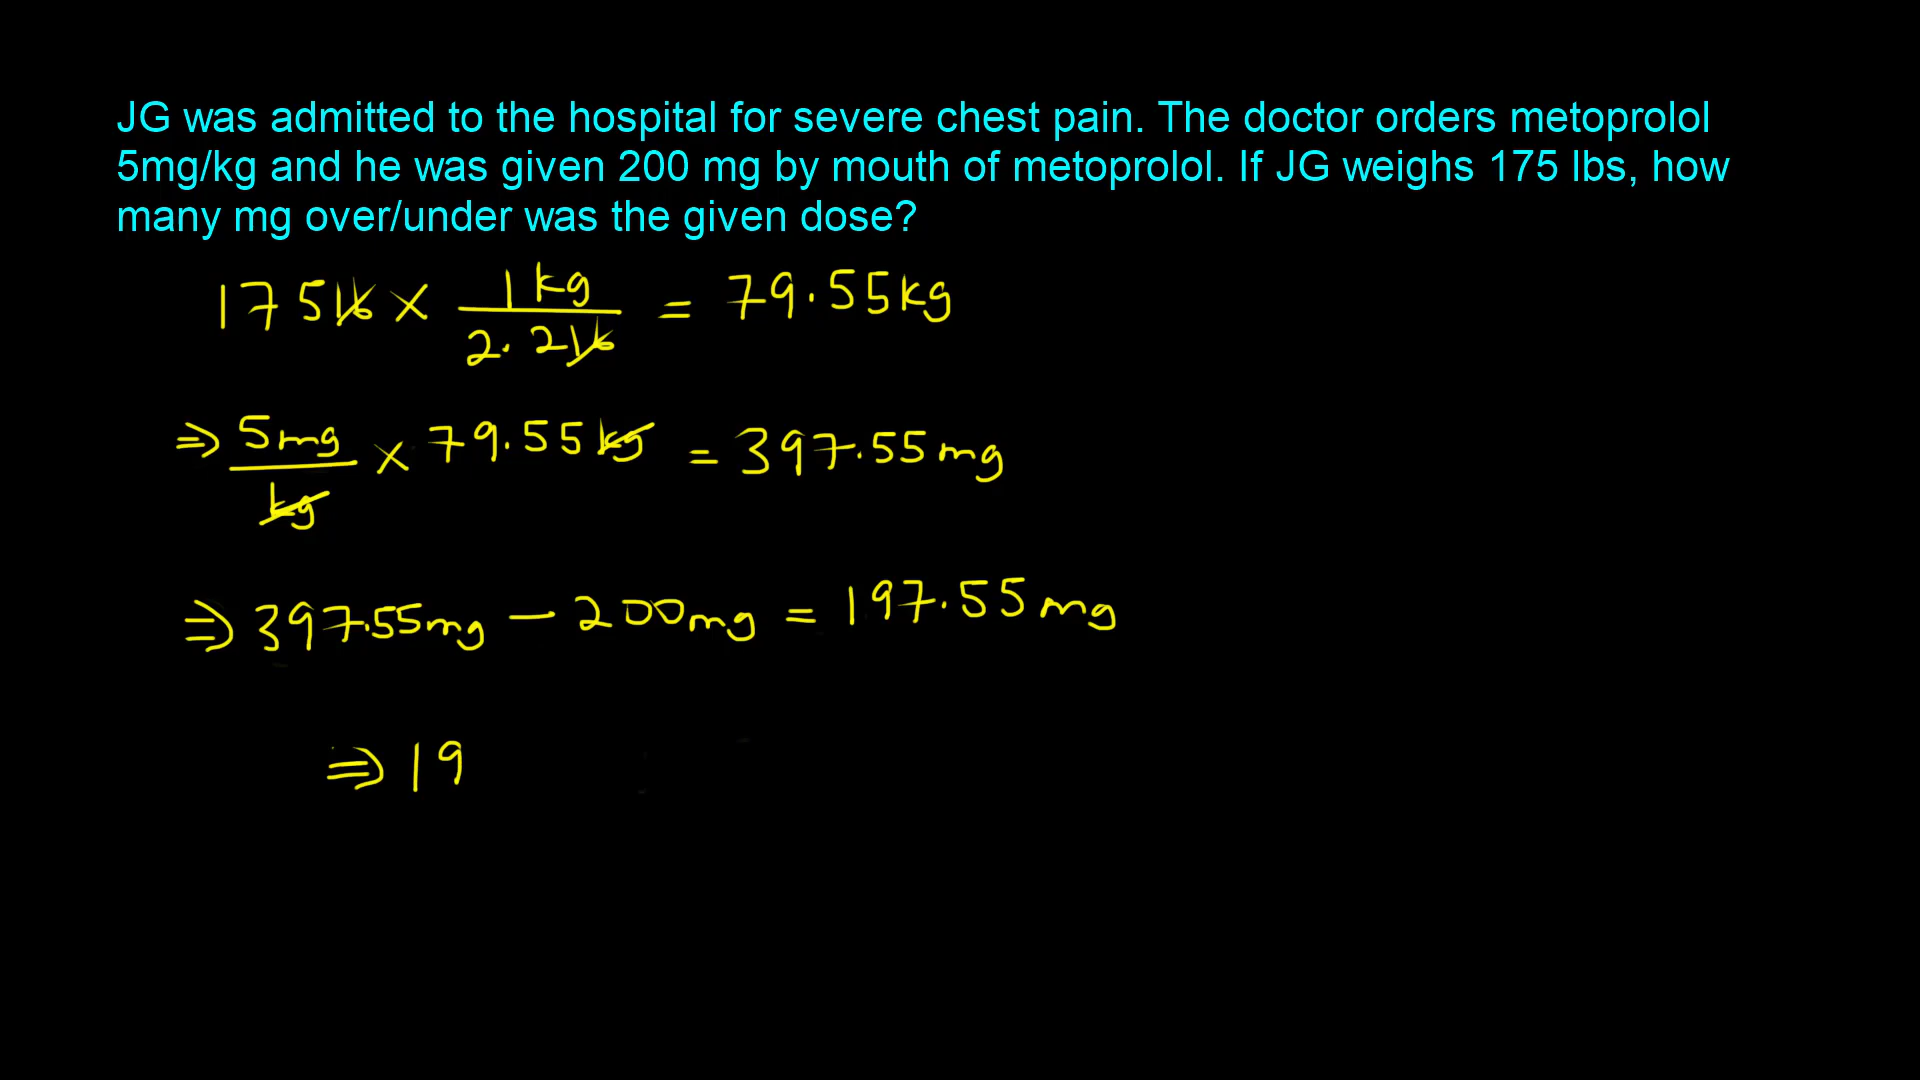 JG was admitted to the hospital for severe chest pain. The doctor orders metoprolol
5mg/kg and he was given 200 mg by mouth of metoprolol. If JG weighs 175 lbs, how
many mg over/under was the given dose?
175lb × 1kg/2.2lb = 79.55kg
⇒ 5mg/kg × 79.55kg = 397.55mg
⇒ 397.55mg − 200mg = 197.55mg
⇒ 19